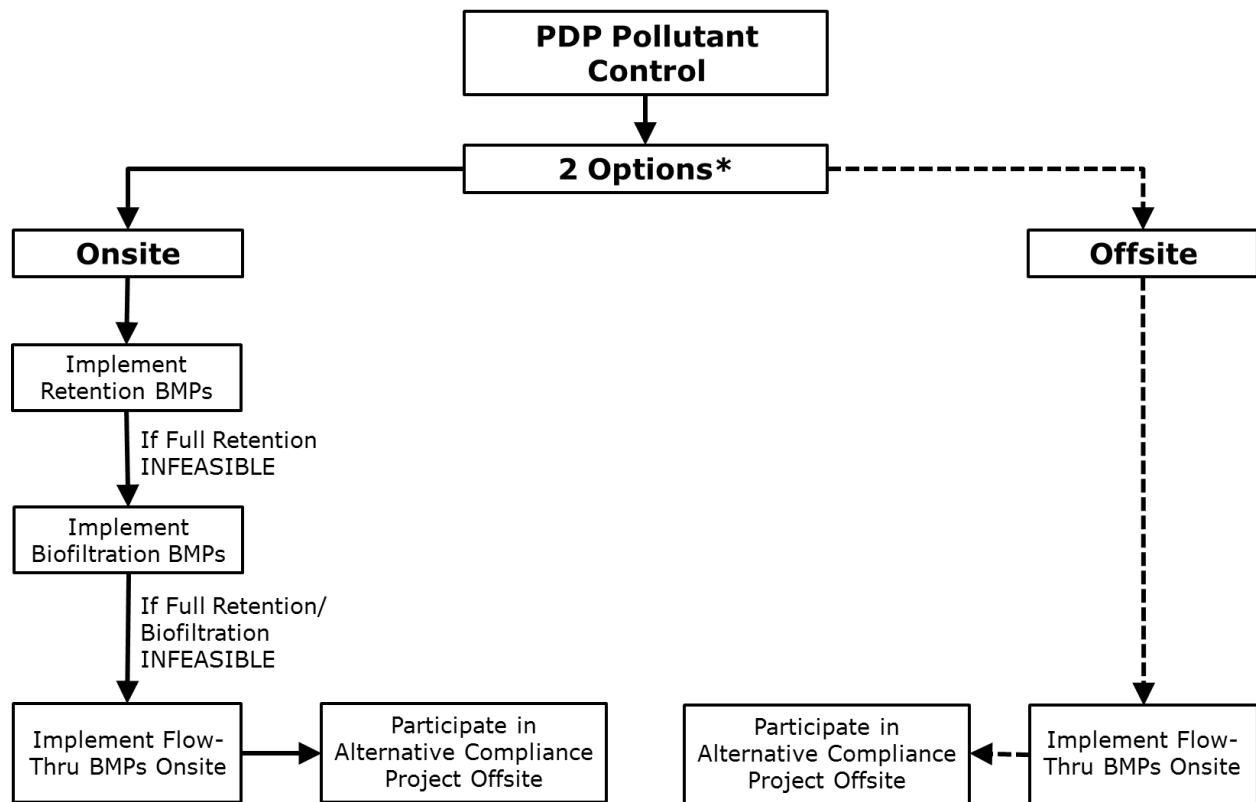 PDP Pollutant
Control
2 Options*
Onsite
Offsite
Implement
Retention BMPs
If Full Retention
INFEASIBLE
Implement
Biofiltration BMPs
If Full Retention/
Biofiltration
INFEASIBLE
Implement Flow-
Thru BMPs Onsite
Participate in
Alternative Compliance
Project Offsite
Participate in
Alternative Compliance
Project Offsite
Implement Flow-
Thru BMPs Onsite